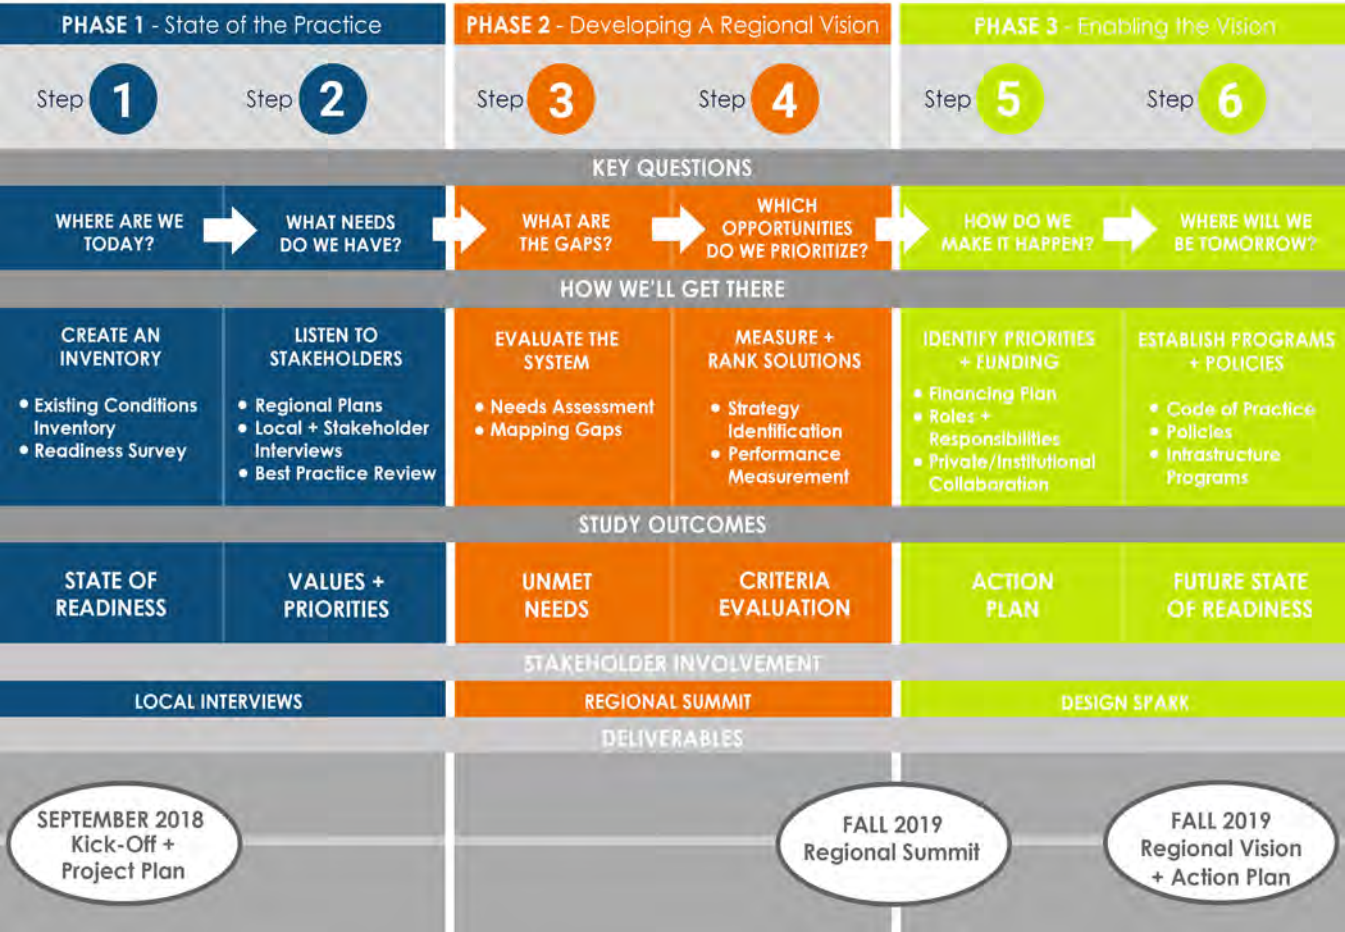 PHASE 1 - State of the Practice
PHASE 2 - Developing A Regional Vision
PHASE 3 - Enabling the Vision
Step 1
Step 2
Step 3
Step 4
Step 5
Step 6
KEY QUESTIONS
WHERE ARE WE
TODAY?
WHAT NEEDS
DO WE HAVE?
WHAT ARE
THE GAPS?
WHICH
OPPORTUNITIES
DO WE PRIORITIZE?
HOW DO WE
MAKE IT HAPPEN?
WHERE WILL WE
BE TOMORROW?
HOW WE'LL GET THERE
CREATE AN
INVENTORY
• Existing Conditions
Inventory
• Readiness Survey
LISTEN TO
STAKEHOLDERS
• Regional Plans
• Local + Stakeholder
Interviews
• Best Practice Review
EVALUATE THE
SYSTEM
• Needs Assessment
• Mapping Gaps
MEASURE +
RANK SOLUTIONS
• Strategy
Identification
• Performance
Measurement
IDENTIFY PRIORITIES
+ FUNDING
• Financing Plan
• Roles +
Responsibilities
• Private/Institutional
Collaboration
ESTABLISH PROGRAMS
+ POLICIES
• Code of Practice
• Policies
• Infrastructure
Programs
STUDY OUTCOMES
STATE OF
READINESS
VALUES +
PRIORITIES
UNMET
NEEDS
CRITERIA
EVALUATION
ACTION
PLAN
FUTURE STATE
OF READINESS
STAKEHOLDER INVOLVEMENT
LOCAL INTERVIEWS
REGIONAL SUMMIT
DESIGN SPARK
DELIVERABLES
SEPTEMBER 2018
Kick-Off +
Project Plan
FALL 2019
Regional Summit
FALL 2019
Regional Vision
+ Action Plan